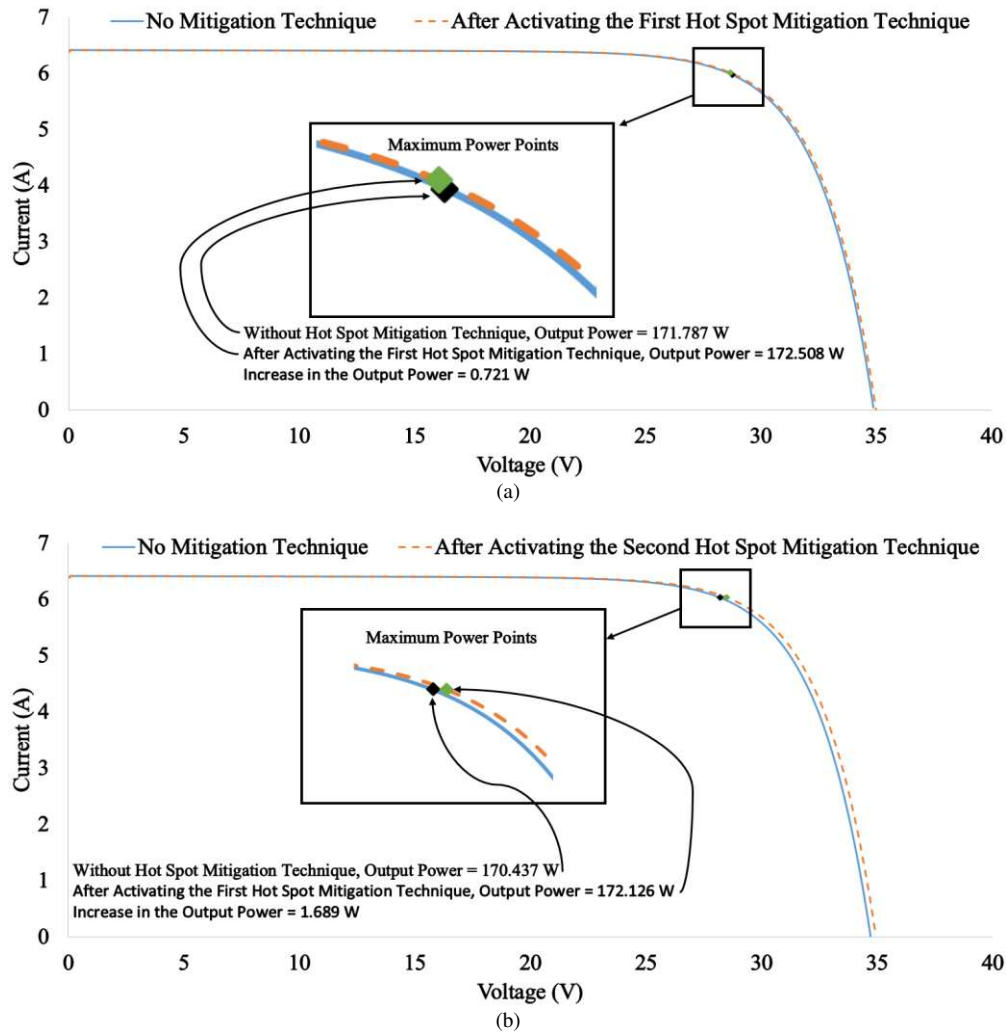 No Mitigation Technique After Activating the First Hot Spot Mitigation Technique
7
6
5
4
3
2
1
0
Current (A)
Maximum Power Points
Without Hot Spot Mitigation Technique, Output Power = 171.787 W
After Activating the First Hot Spot Mitigation Technique, Output Power = 172.508 W
Increase in the Output Power = 0.721 W
0 5 10 15 20 25 30 35 40
Voltage (V)
(a)
No Mitigation Technique After Activating the Second Hot Spot Mitigation Technique
7
6
5
4
3
2
1
0
Current (A)
Maximum Power Points
Without Hot Spot Mitigation Technique, Output Power = 170.437 W
After Activating the First Hot Spot Mitigation Technique, Output Power = 172.126 W
Increase in the Output Power = 1.689 W
0 5 10 15 20 25 30 35 40
Voltage (V)
(b)